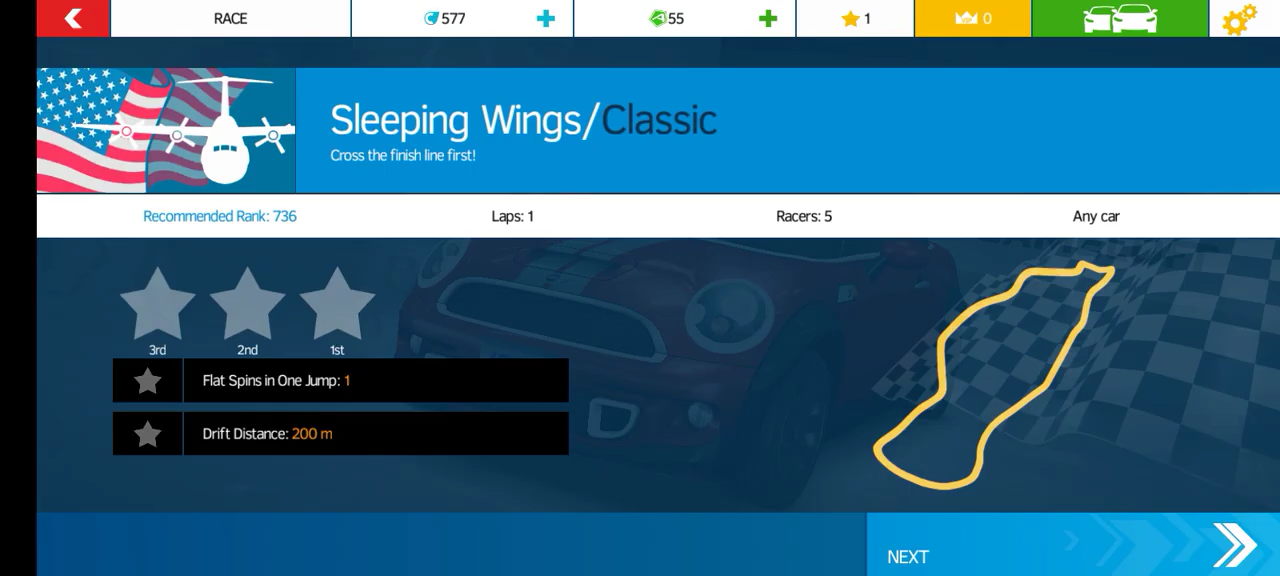 RACE
577
55
1
0
Sleeping Wings/Classic
Cross the finish line first!
Recommended Rank: 736
Laps: 1
Racers: 5
Any car
3rd
2nd
1st
Flat Spins in One Jump: 1
Drift Distance: 200 m
NEXT